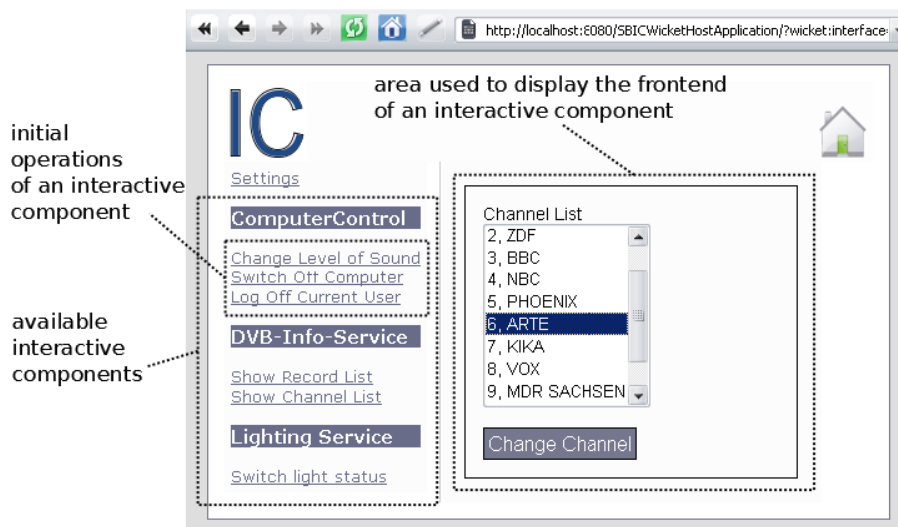 http://localhost:8080/SBICWicketHostApplication/?wicket:interface:
area used to display the frontend
of an interactive component
IC
initial
operations
of an interactive
component
Settings
ComputerControl
Change Level of Sound
Switch Off Computer
Log Off Current User
available
interactive
components
DVB-Info-Service
Show Record List
Show Channel List
Lighting Service
Switch light status
Channel List
2, ZDF
3, BBC
4, NBC
5, PHOENIX
6, ARTE
7, KIKA
8, VOX
9, MDR SACHSEN
Change Channel